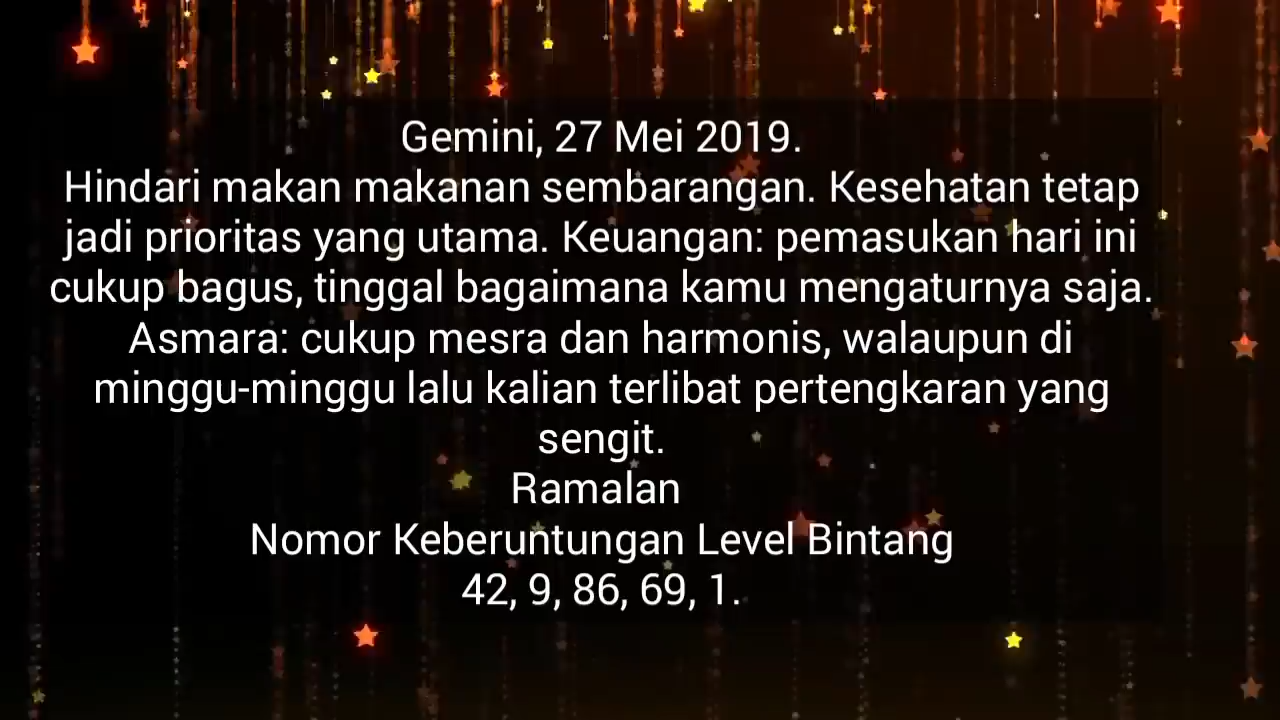 Gemini, 27 Mei 2019.
Hindari makan makanan sembarangan. Kesehatan tetap
jadi prioritas yang utama. Keuangan: pemasukan hari ini
cukup bagus, tinggal bagaimana kamu mengaturnya saja.
Asmara: cukup mesra dan harmonis, walaupun di
minggu-minggu lalu kalian terlibat pertengkaran yang
sengit.
Ramalan
Nomor Keberuntungan Level Bintang
42, 9, 86, 69, 1.